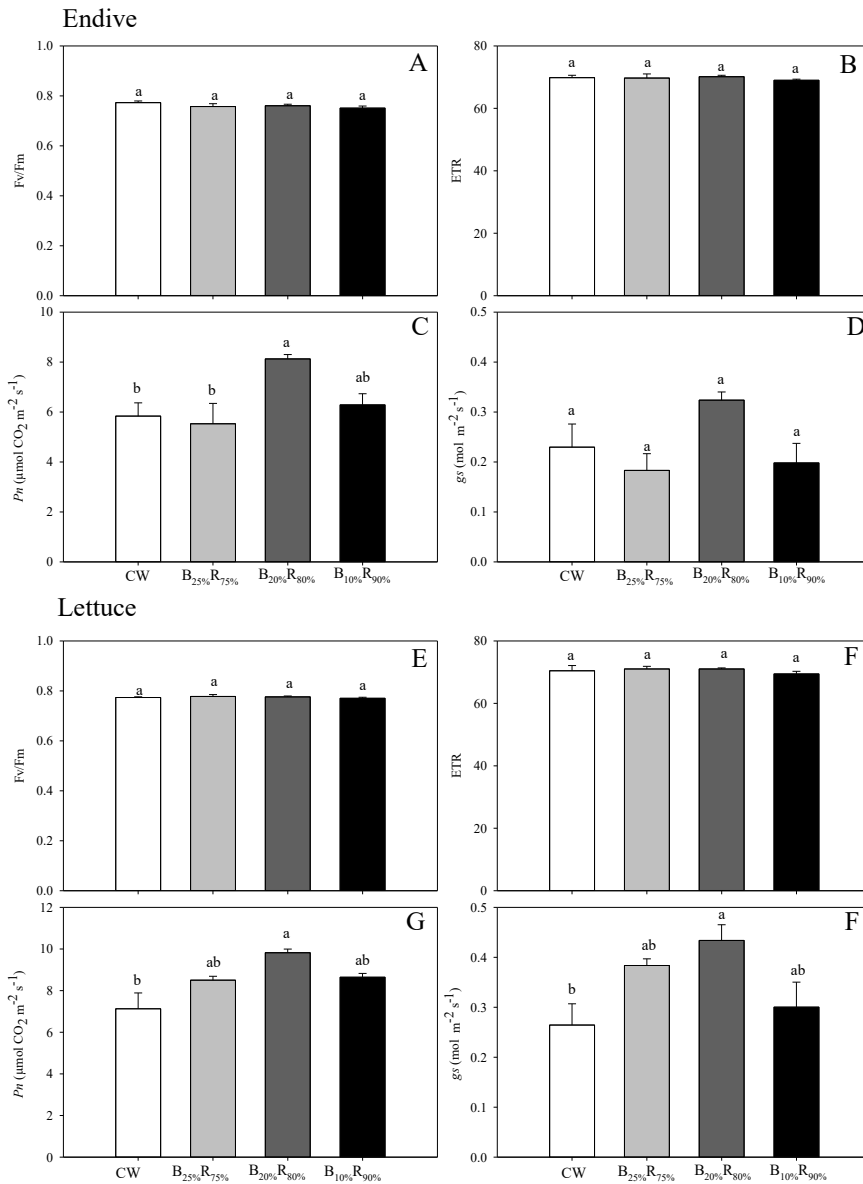 Endive
A
Fv/Fm
1.0
0.8
0.6
0.4
0.2
0.0
a a a a
B
ETR
80
60
40
20
0
a a a a
C
Pn (µmol CO₂ m⁻² s⁻¹)
10
8
6
4
2
0
b b a ab
CW B₂₅%R₇₅% B₂₀%R₈₀% B₁₀%R₉₀%
D
gs (mol m⁻² s⁻¹)
0.5
0.4
0.3
0.2
0.1
0.0
a a a a
CW B₂₅%R₇₅% B₂₀%R₈₀% B₁₀%R₉₀%
Lettuce
E
Fv/Fm
1.0
0.8
0.6
0.4
0.2
0.0
a a a a
F
ETR
80
60
40
20
0
a a a a
G
Pn (µmol CO₂ m⁻² s⁻¹)
12
10
8
6
4
2
0
b ab a ab
CW B₂₅%R₇₅% B₂₀%R₈₀% B₁₀%R₉₀%
F
gs (mol m⁻² s⁻¹)
0.5
0.4
0.3
0.2
0.1
0.0
b ab a ab
CW B₂₅%R₇₅% B₂₀%R₈₀% B₁₀%R₉₀%